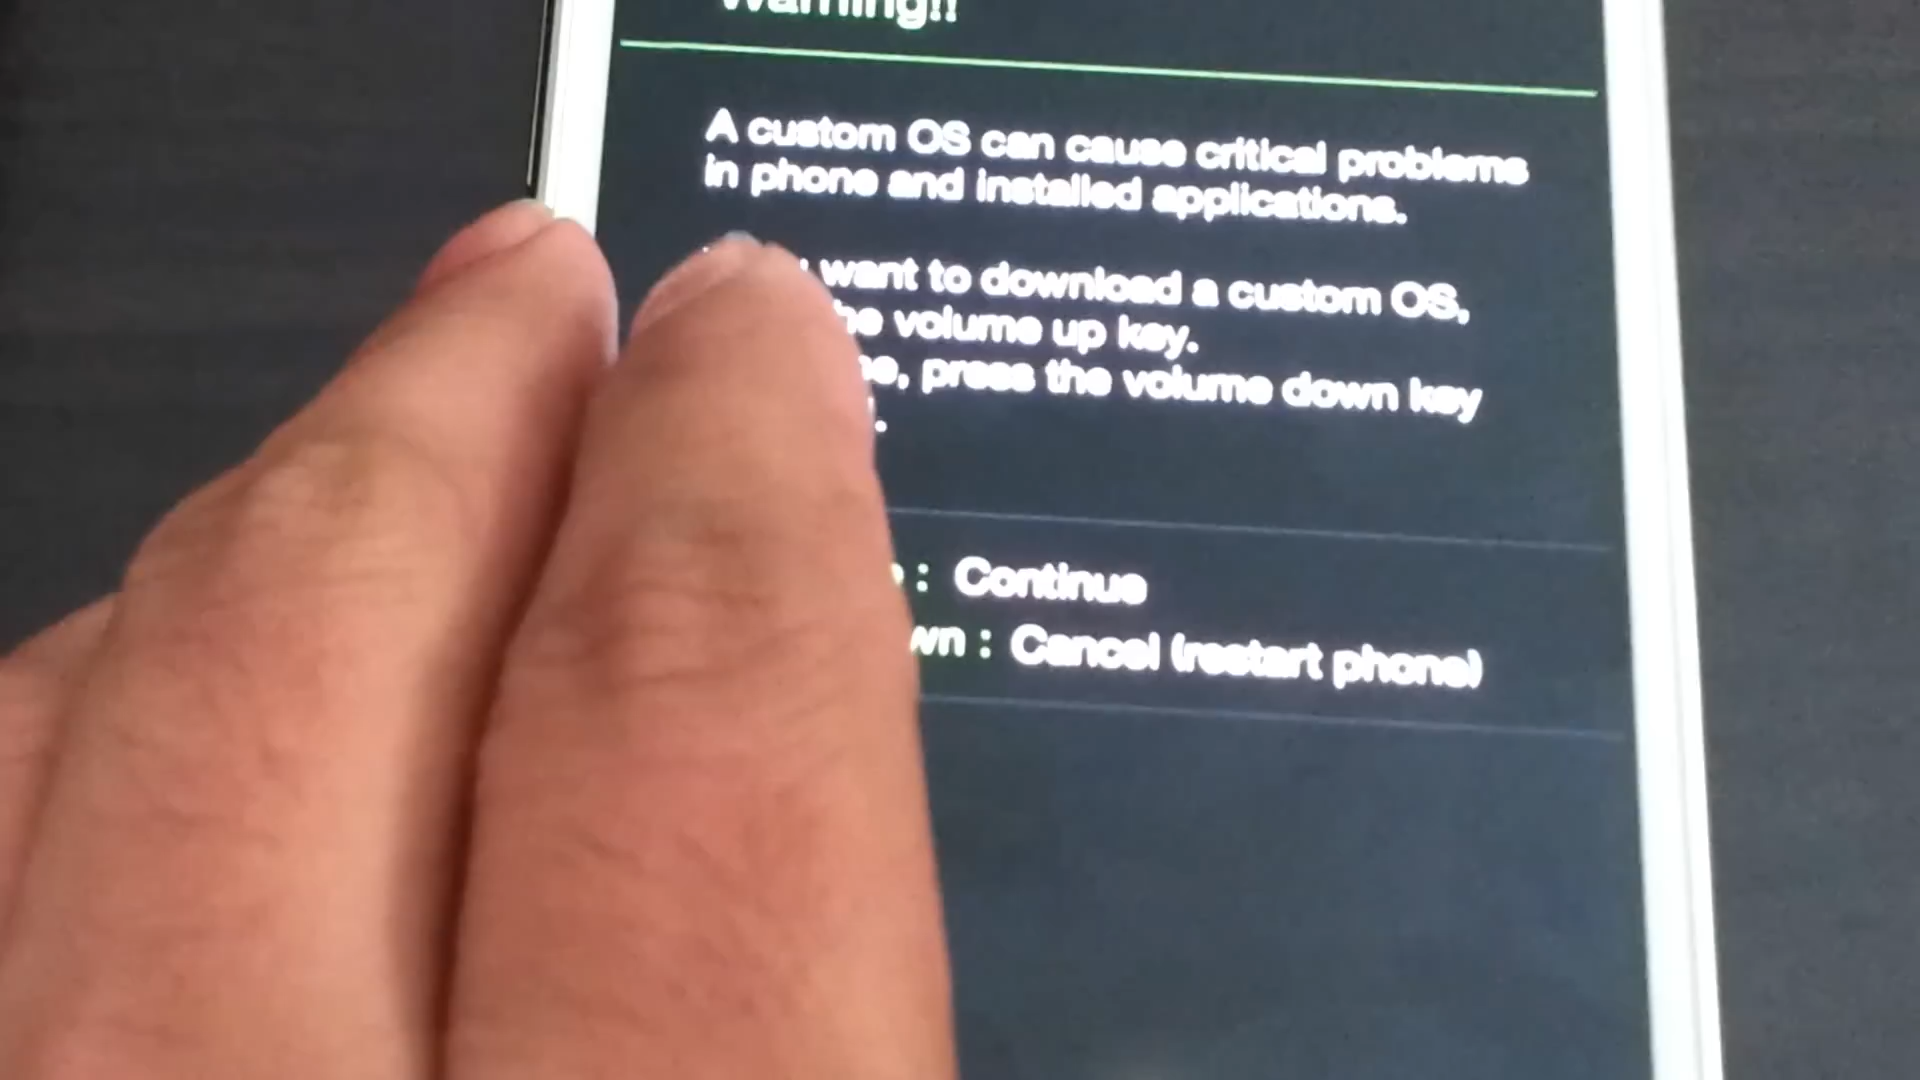 Warning!!
A custom OS can cause critical problems
in phone and installed applications.
want to download a custom OS,
volume up key.
press the volume down key
: Continue
: Cancel (restart phone)